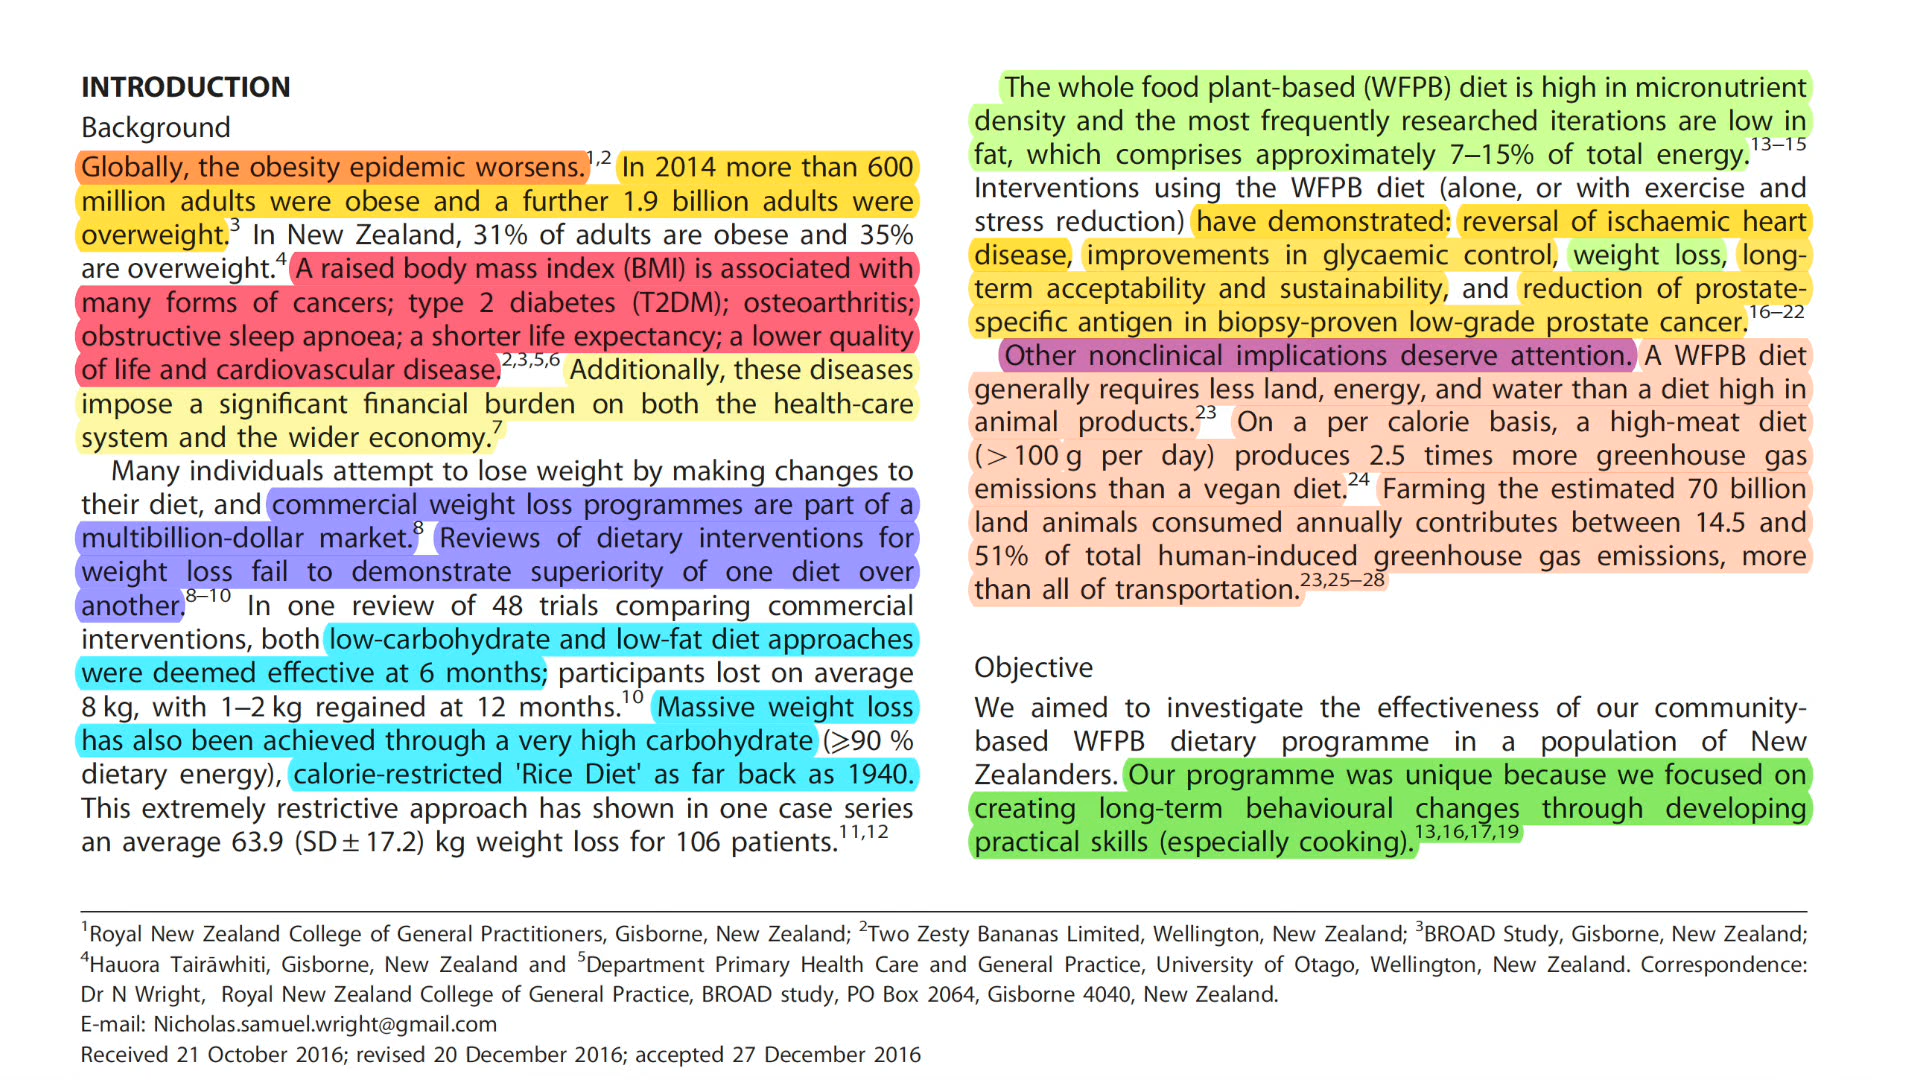 INTRODUCTION
Background
Globally, the obesity epidemic worsens.1,2 In 2014 more than 600
million adults were obese and a further 1.9 billion adults were
overweight.3 In New Zealand, 31% of adults are obese and 35%
are overweight.4 A raised body mass index (BMI) is associated with
many forms of cancers; type 2 diabetes (T2DM); osteoarthritis;
obstructive sleep apnoea; a shorter life expectancy; a lower quality
of life and cardiovascular disease.2,3,5,6 Additionally, these diseases
impose a significant financial burden on both the health-care
system and the wider economy.7
Many individuals attempt to lose weight by making changes to
their diet, and commercial weight loss programmes are part of a
multibillion-dollar market.8 Reviews of dietary interventions for
weight loss fail to demonstrate superiority of one diet over
another.8–10 In one review of 48 trials comparing commercial
interventions, both low-carbohydrate and low-fat diet approaches
were deemed effective at 6 months; participants lost on average
8 kg, with 1–2 kg regained at 12 months.10 Massive weight loss
has also been achieved through a very high carbohydrate (⩾90 %
dietary energy), calorie-restricted 'Rice Diet' as far back as 1940.
This extremely restrictive approach has shown in one case series
an average 63.9 (SD ± 17.2) kg weight loss for 106 patients.11,12
The whole food plant-based (WFPB) diet is high in micronutrient
density and the most frequently researched iterations are low in
fat, which comprises approximately 7–15% of total energy.13–15
Interventions using the WFPB diet (alone, or with exercise and
stress reduction) have demonstrated: reversal of ischaemic heart
disease, improvements in glycaemic control, weight loss, long-
term acceptability and sustainability, and reduction of prostate-
specific antigen in biopsy-proven low-grade prostate cancer.16–22
Other nonclinical implications deserve attention. A WFPB diet
generally requires less land, energy, and water than a diet high in
animal products.23 On a per calorie basis, a high-meat diet
(>100 g per day) produces 2.5 times more greenhouse gas
emissions than a vegan diet.24 Farming the estimated 70 billion
land animals consumed annually contributes between 14.5 and
51% of total human-induced greenhouse gas emissions, more
than all of transportation.23,25–28
Objective
We aimed to investigate the effectiveness of our community-
based WFPB dietary programme in a population of New
Zealanders. Our programme was unique because we focused on
creating long-term behavioural changes through developing
practical skills (especially cooking).13,16,17,19
1Royal New Zealand College of General Practitioners, Gisborne, New Zealand; 2Two Zesty Bananas Limited, Wellington, New Zealand; 3BROAD Study, Gisborne, New Zealand;
4Hauora Tairāwhiti, Gisborne, New Zealand and 5Department Primary Health Care and General Practice, University of Otago, Wellington, New Zealand. Correspondence:
Dr N Wright, Royal New Zealand College of General Practice, BROAD study, PO Box 2064, Gisborne 4040, New Zealand.
E-mail: Nicholas.samuel.wright@gmail.com
Received 21 October 2016; revised 20 December 2016; accepted 27 December 2016